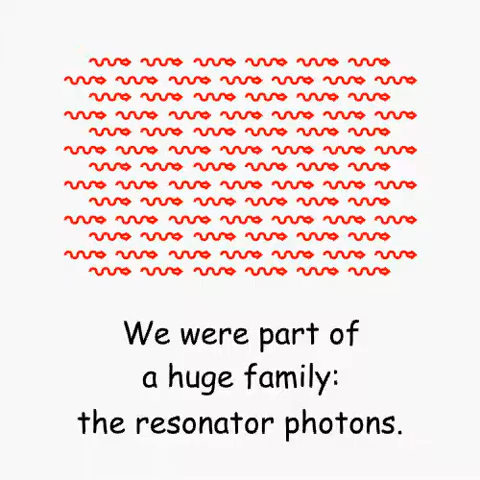 We were part of
a huge family:
the resonator photons.